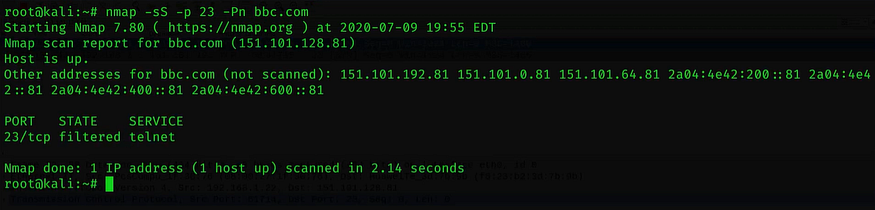 root@kali:~# nmap -sS -p 23 -Pn bbc.com
Starting Nmap 7.80 ( https://nmap.org ) at 2020-07-09 19:55 EDT
Nmap scan report for bbc.com (151.101.128.81)
Host is up.
Other addresses for bbc.com (not scanned): 151.101.192.81 151.101.0.81 151.101.64.81 2a04:4e42:200::81 2a04:4e4
2::81 2a04:4e42:400::81 2a04:4e42:600::81
PORT   STATE    SERVICE
23/tcp filtered telnet
Nmap done: 1 IP address (1 host up) scanned in 2.14 seconds
root@kali:~#